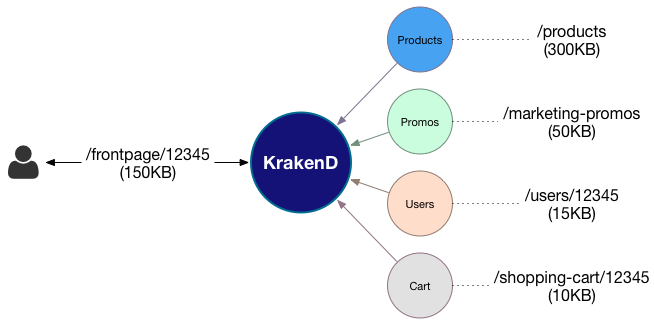 /frontpage/12345
(150KB)
KrakenD
Products
/products
(300KB)
Promos
/marketing-promos
(50KB)
Users
/users/12345
(15KB)
Cart
/shopping-cart/12345
(10KB)